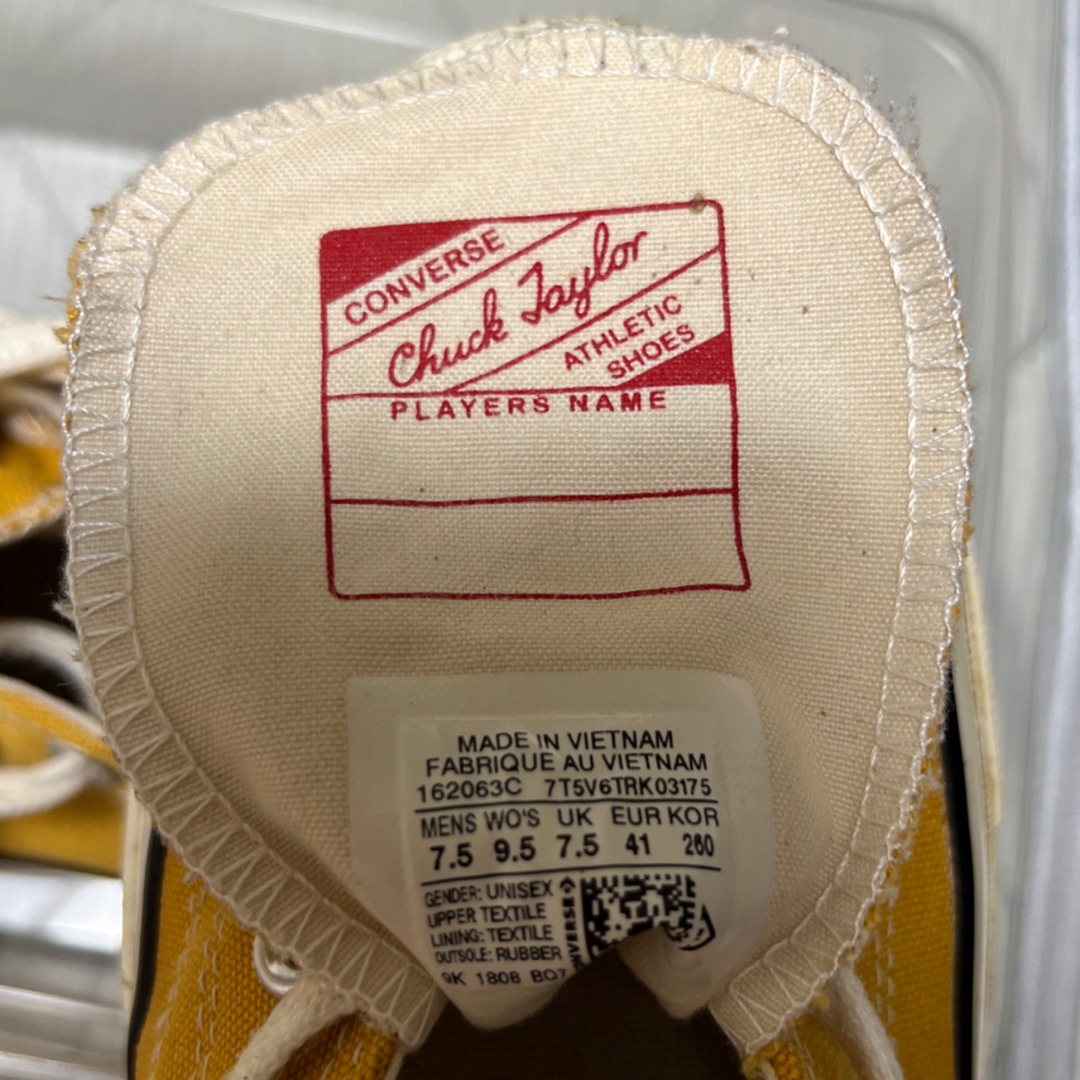 CONVERSE
Chuck Taylor
ATHLETIC
SHOES
PLAYERS NAME
MADE IN VIETNAM
FABRIQUE AU VIETNAM
162063C 7T5V6TRK03175
MENS WO'S UK EUR KOR
7.5 9.5 7.5 41 260
GENDER: UNISEX
UPPER TEXTILE
LINING: TEXTILE
OUTSOLE: RUBBER
1808